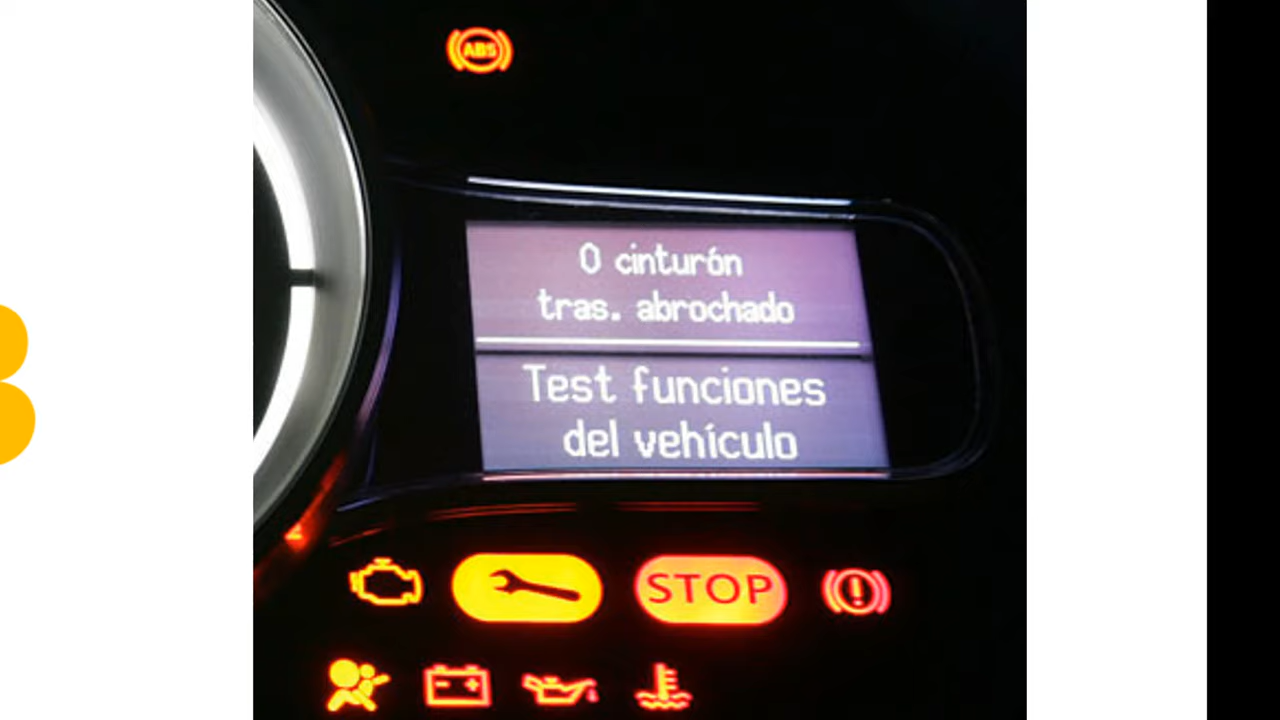 ABS
0 cinturón
tras. abrochado
Test funciones
del vehículo
STOP